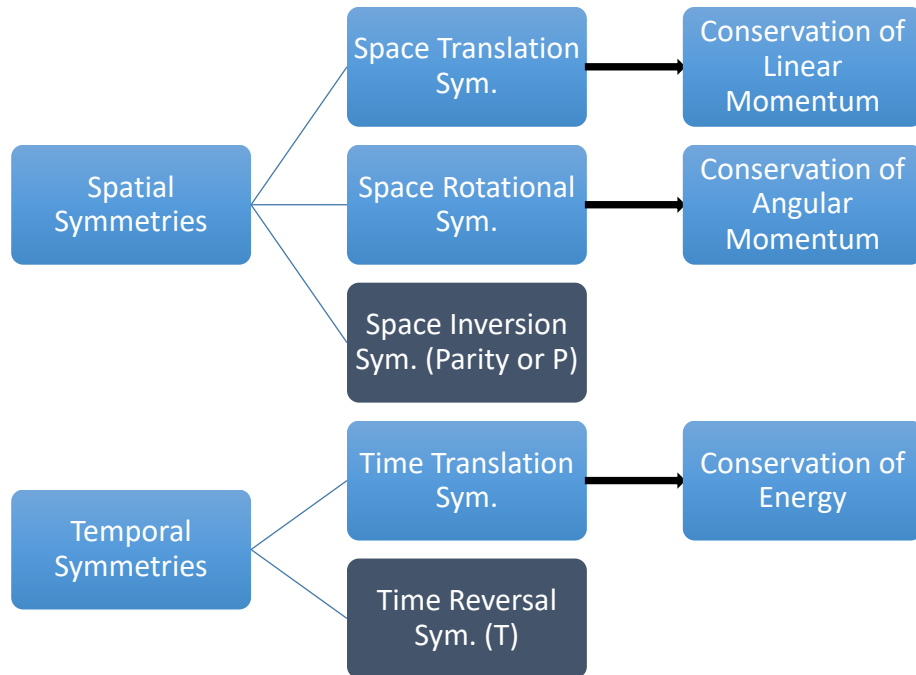 Space Translation
Sym.
Conservation of
Linear
Momentum
Spatial
Symmetries
Space Rotational
Sym.
Conservation of
Angular
Momentum
Space Inversion
Sym. (Parity or P)
Time Translation
Sym.
Conservation of
Energy
Temporal
Symmetries
Time Reversal
Sym. (T)